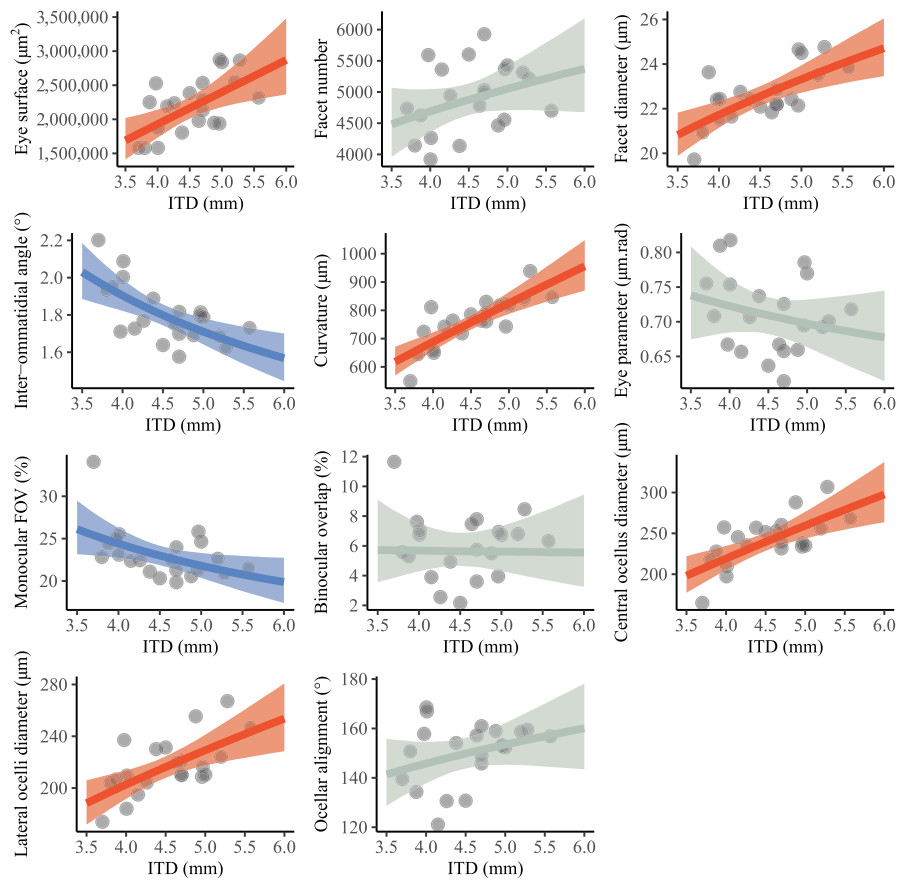 Eye surface (μm²)
3,500,000
3,000,000
2,500,000
2,000,000
1,500,000
3.5 4.0 4.5 5.0 5.5 6.0
ITD (mm)
Facet number
6000
5000
4500
4000
3.5 4.0 4.5 5.0 5.5 6.0
ITD (mm)
Facet diameter (μm)
26
24
22
20
3.5 4.0 4.5 5.0 5.5 6.0
ITD (mm)
Inter−ommatidial angle (°)
2.2
2.0
1.8
1.6
3.5 4.0 4.5 5.0 5.5 6.0
ITD (mm)
Curvature (μm)
1000
900
800
700
600
3.5 4.0 4.5 5.0 5.5 6.0
ITD (mm)
Eye parameter (μm.rad)
0.80
0.70
0.65
3.5 4.0 4.5 5.0 5.5 6.0
ITD (mm)
Monocular FOV (%)
30
25
20
3.5 4.0 4.5 5.0 5.5 6.0
ITD (mm)
Binocular overlap (%)
12
10
8
6
4
2
3.5 4.0 4.5 5.0 5.5 6.0
ITD (mm)
Central ocellus diameter (μm)
300
250
200
3.5 4.0 4.5 5.0 5.5 6.0
ITD (mm)
Lateral ocelli diameter (μm)
280
240
200
3.5 4.0 4.5 5.0 5.5 6.0
ITD (mm)
Ocellar alignment (°)
180
160
140
120
3.5 4.0 4.5 5.0 5.5 6.0
ITD (mm)